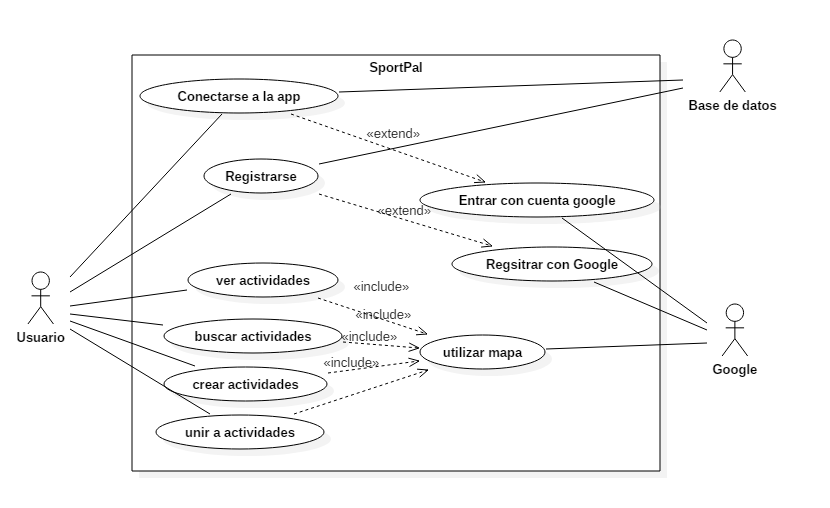 SportPal
Base de datos
Conectarse a la app
«extend»
Registrarse
Entrar con cuenta google
«extend»
Regsitrar con Google
ver actividades
«include»
«include»
Usuario
buscar actividades
«include»
utilizar mapa
«include»
Google
crear actividades
unir a actividades